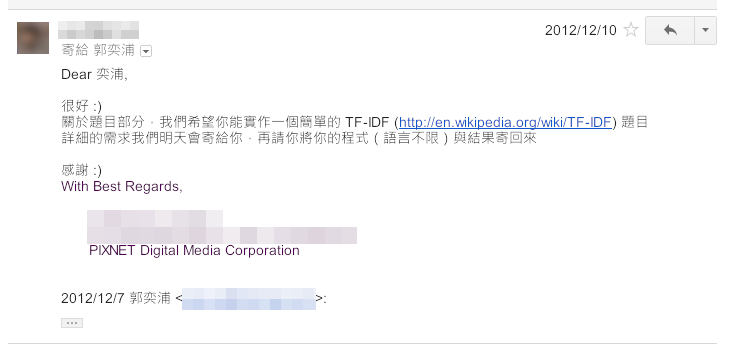 2012/12/10
寄給 郭奕浦
Dear 奕浦,
很好 :)
關於題目部分，我們希望你能實作一個簡單的 TF-IDF (http://en.wikipedia.org/wiki/TF-IDF) 題目
詳細的需求我們明天會寄給你，再請你將你的程式 ( 語言不限 ) 與結果寄回來
感謝 :)
With Best Regards,
PIXNET Digital Media Corporation
2012/12/7 郭奕浦 < >: